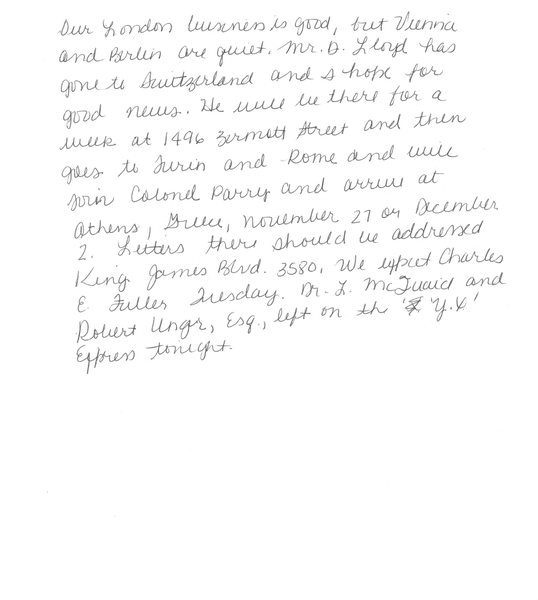 Our London business is good, but Vienna
and Berlin are quiet. Mr. D. Lloyd has
gone to Switzerland and I hope for
good news. He will be there for a
week at 1496 Zermott Street and then
goes to Turin and Rome and will
join Colonel Parry and arrive at
Athens, Greece, November 27 or December
2. Letters there should be addressed
King James Blvd. 3580. We expect Charles
E. Fuller Tuesday. Dr. L. McQuaid and
Robert Unger, Esq., left on the 'Y.X'
Express tonight.